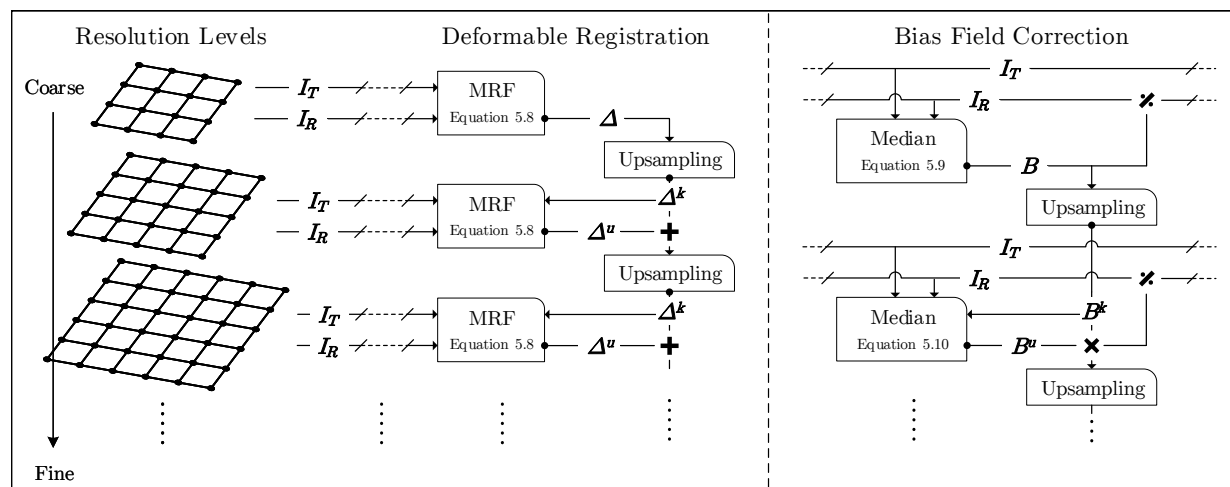 Resolution Levels
Deformable Registration
Bias Field Correction
Coarse
Fine
I_T
I_R
MRF
Equation 5.8
Δ
Upsampling
I_T
I_R
MRF
Equation 5.8
Δ^k
Δ^u
+
Upsampling
I_T
I_R
MRF
Equation 5.8
Δ^k
Δ^u
+
I_T
I_R
٪
Median
Equation 5.9
B
Upsampling
I_T
I_R
٪
Median
Equation 5.10
B^k
B^u
×
Upsampling